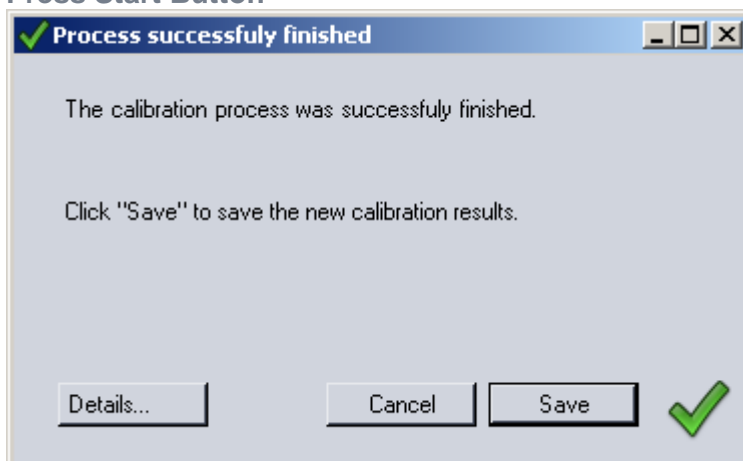 Press Start Button
Process successfuly finished
The calibration process was successfuly finished.
Click "Save" to save the new calibration results.
Details...
Cancel
Save